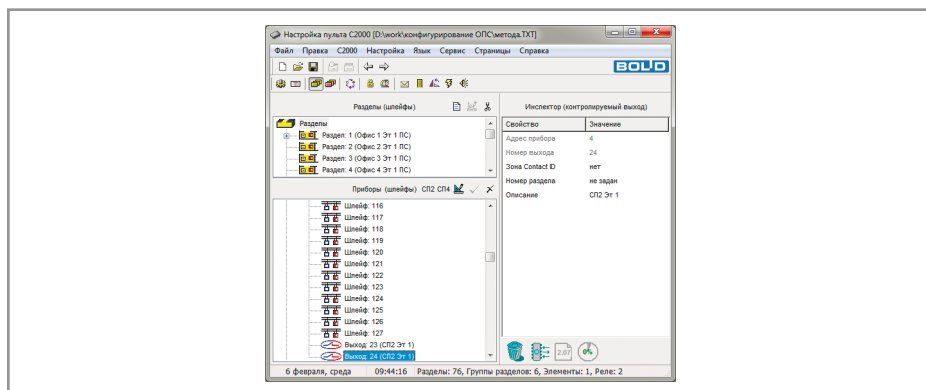 Настройка пульта С2000 [D:\work\конфигурирование ОПС\метода.TXT]
Файл Правка С2000 Настройка Язык Сервис Страницы Справка
BOLID
Разделы (шлейфы)
Разделы
Раздел: 1 (Офис 1 Эт 1 ПС)
Раздел: 2 (Офис 2 Эт 1 ПС)
Раздел: 3 (Офис 3 Эт 1 ПС)
Раздел: 4 (Офис 4 Эт 1 ПС)
Приборы (шлейфы) СП2 СП4
Шлейф: 116
Шлейф: 117
Шлейф: 118
Шлейф: 119
Шлейф: 120
Шлейф: 121
Шлейф: 122
Шлейф: 123
Шлейф: 124
Шлейф: 125
Шлейф: 126
Шлейф: 127
Выход: 23 (СП2 Эт 1)
Выход: 24 (СП2 Эт 1)
Инспектор (контролируемый выход)
Свойство Значение
Адрес прибора 4
Номер выхода 24
Зона Contact ID нет
Номер раздела не задан
Описание СП2 Эт 1
2.07
0%
6 февраля, среда 09:44:16 Разделы: 76, Группы разделов: 6, Элементы: 1, Реле: 2